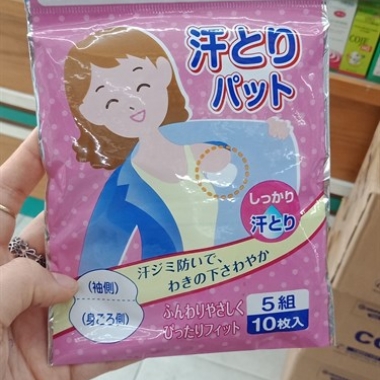 汗とり
パット
しっかり
汗とり
汗ジミ防いで、
わきの下さわやか
(袖側)
(身ごろ側)
ふんわりやさしく
ぴったりフィット
5組
10枚入